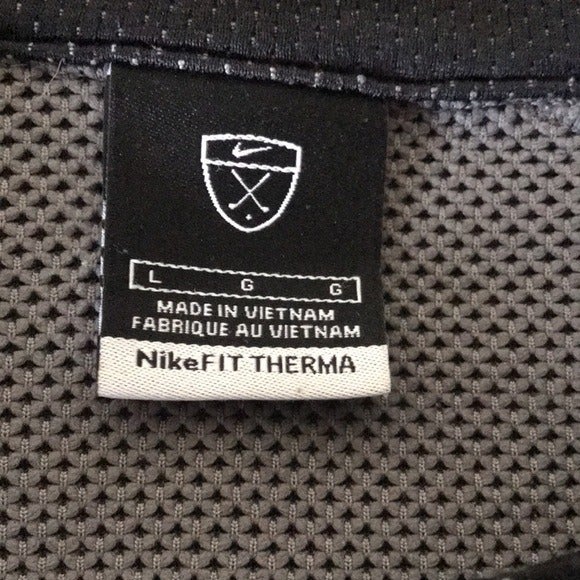 L G G
MADE IN VIETNAM
FABRIQUE AU VIETNAM
NikeFIT THERMA